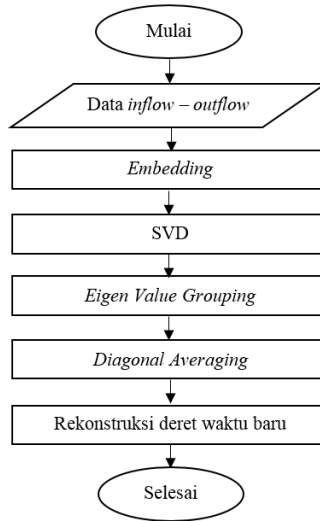 Mulai
Data inflow – outflow
Embedding
SVD
Eigen Value Grouping
Diagonal Averaging
Rekonstruksi deret waktu baru
Selesai